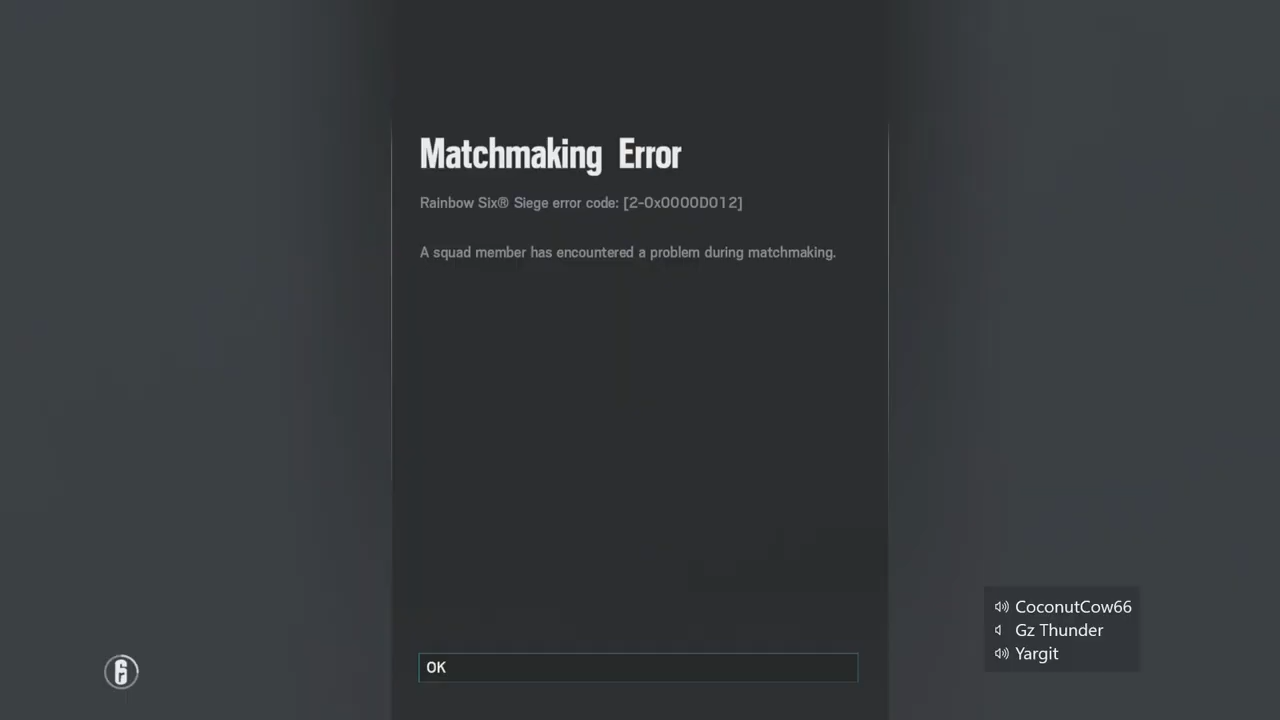 Matchmaking Error
Rainbow Six® Siege error code: [2-0x0000D012]
A squad member has encountered a problem during matchmaking.
CoconutCow66
Gz Thunder
Yargit
OK
6